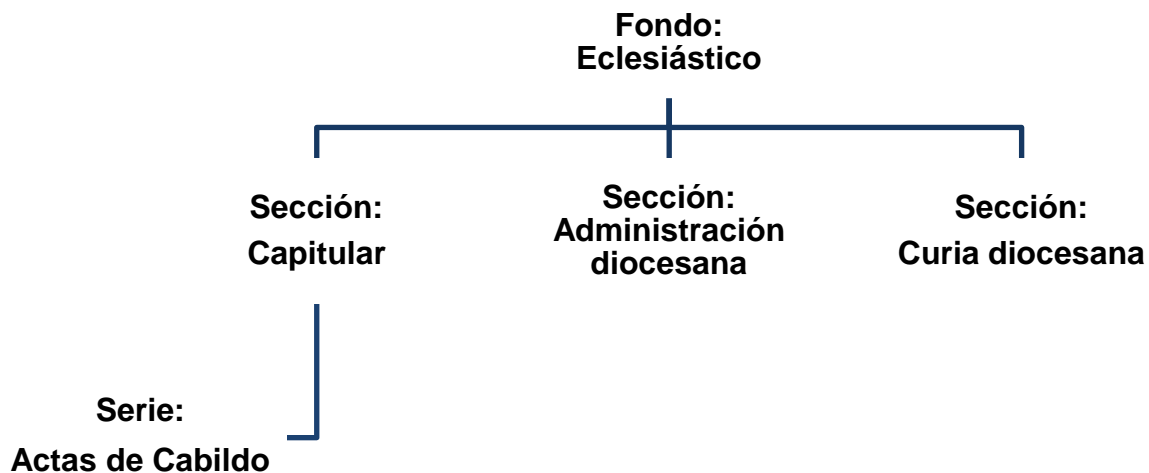 Fondo:
Eclesiástico
Sección:
Capitular
Sección:
Administración
diocesana
Sección:
Curia diocesana
Serie:
Actas de Cabildo